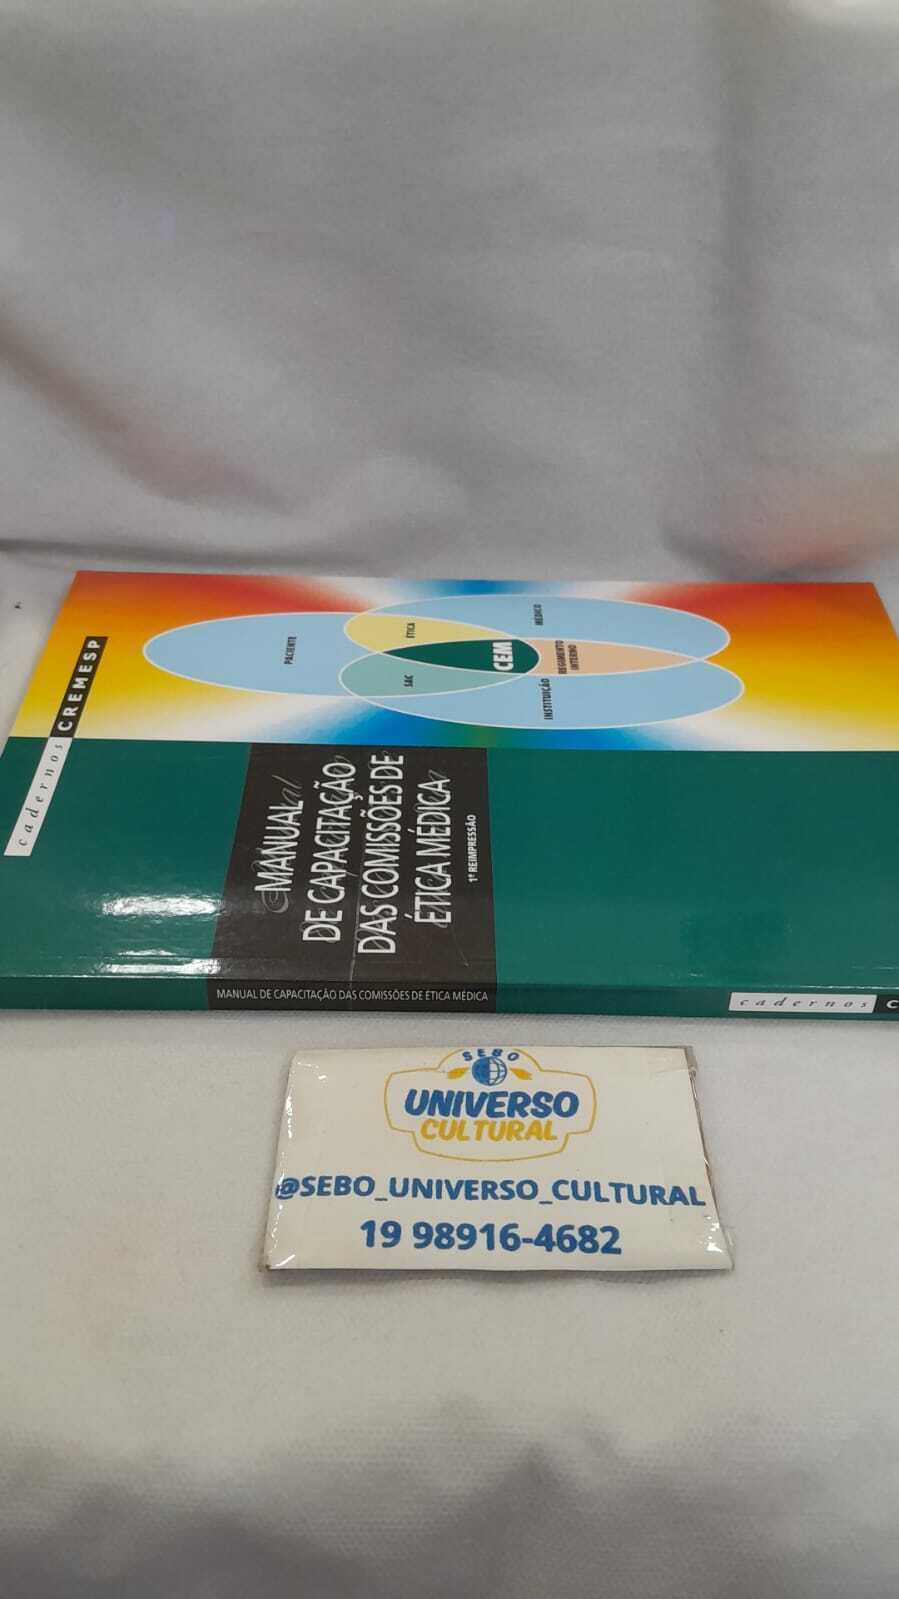 cadernos CREMESP
PACIENTE
ÉTICA
MÉDICO
SAC
CEM
REGIMENTO
INTERNO
INSTITUIÇÃO
MANUAL
DE CAPACITAÇÃO
DAS COMISSÕES DE
ÉTICA MÉDICA
1ª REIMPRESSÃO
MANUAL DE CAPACITAÇÃO DAS COMISSÕES DE ÉTICA MÉDICA
cadernos C
SEBO
UNIVERSO
CULTURAL
@SEBO_UNIVERSO_CULTURAL
19 98916-4682